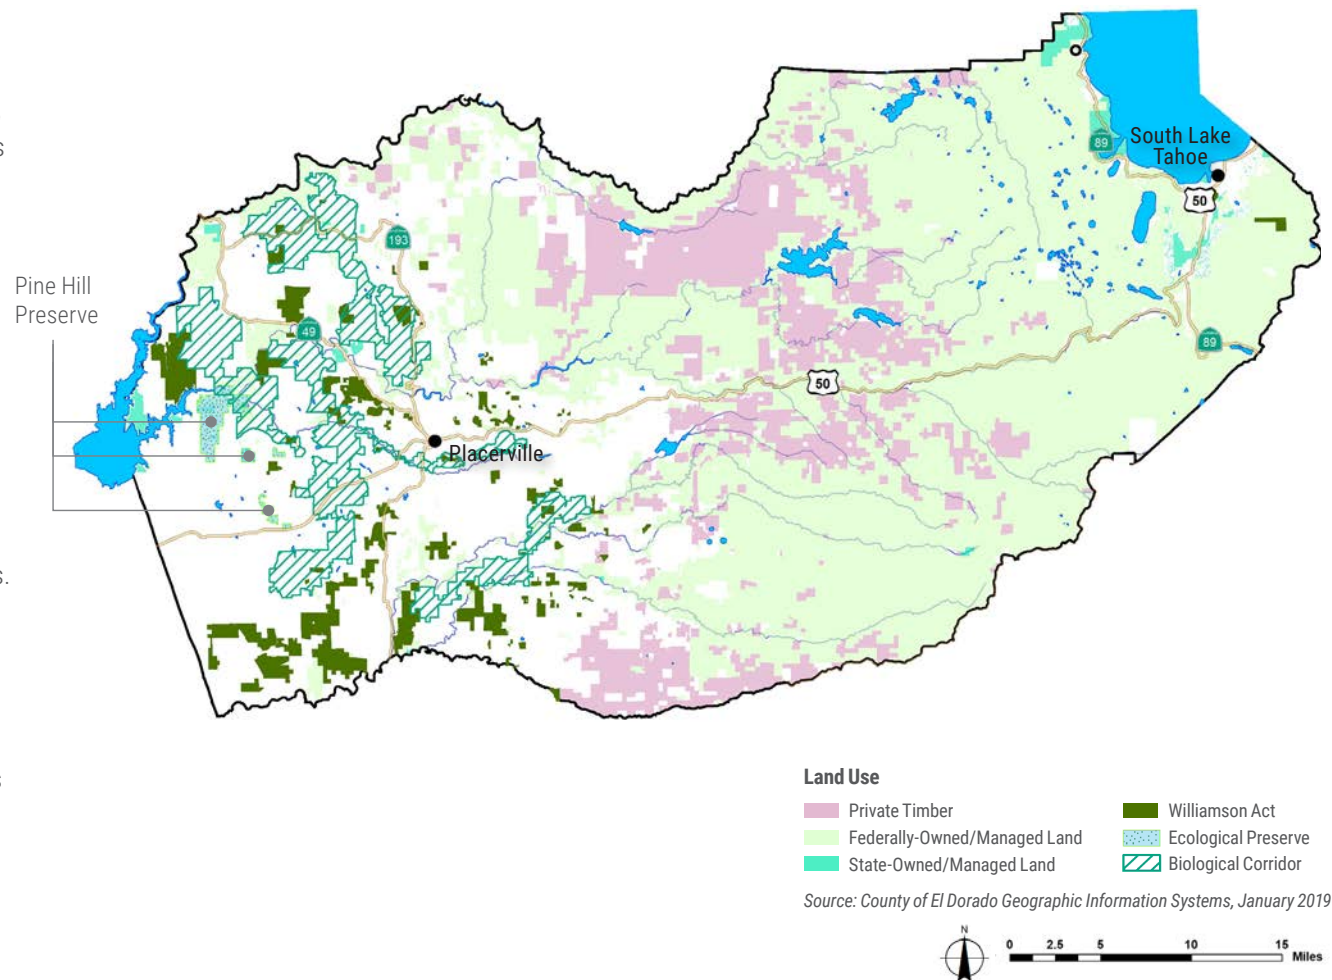 s
South Lake
Tahoe
89
50
193
Pine Hill
Preserve
49
89
50
Placerville
s.
s
Land Use
Private Timber
Williamson Act
Federally-Owned/Managed Land
Ecological Preserve
State-Owned/Managed Land
Biological Corridor
Source: County of El Dorado Geographic Information Systems, January 2019
N
0 2.5 5 10 15 Miles